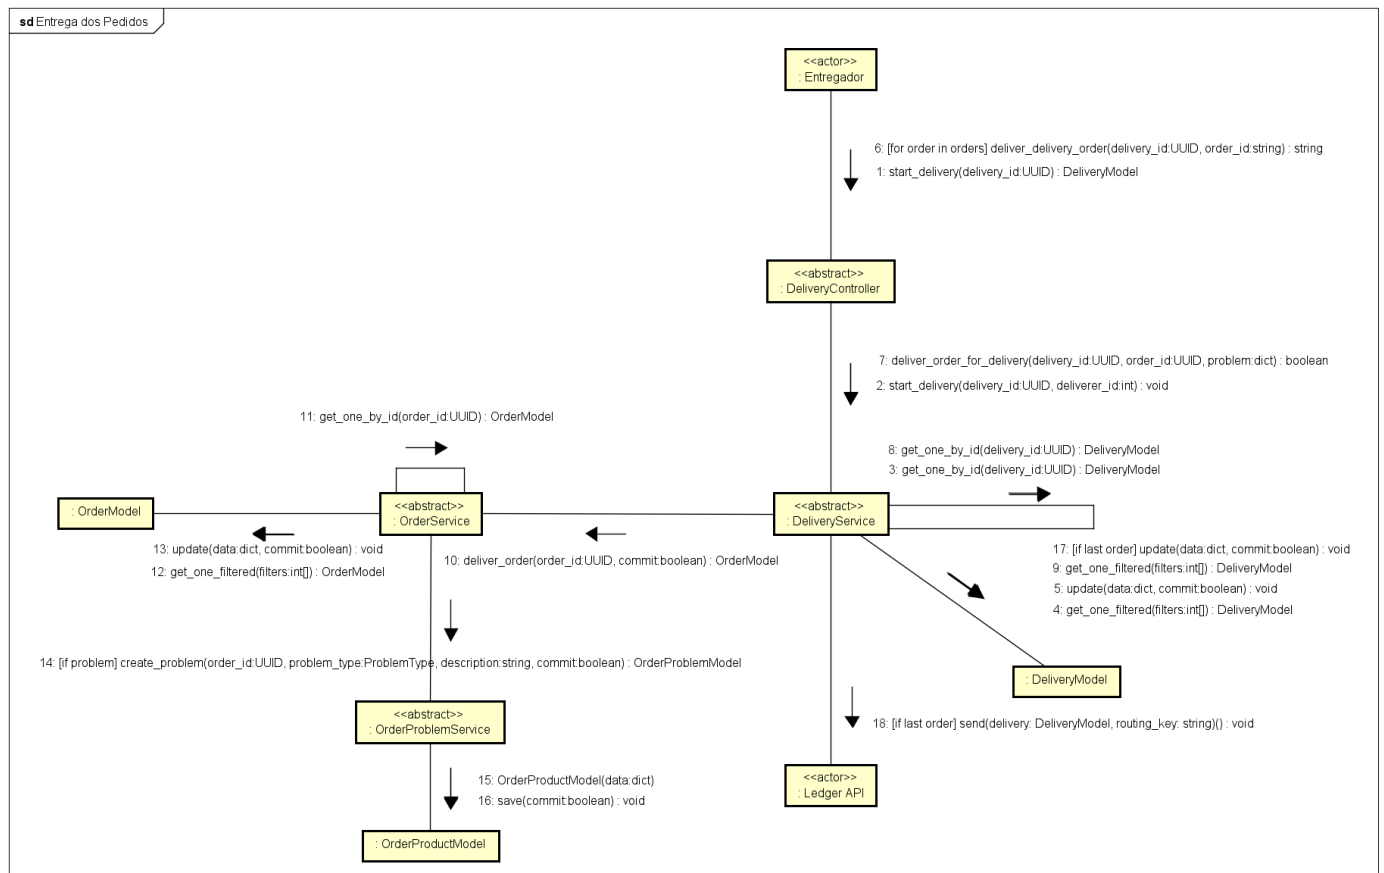 sd Entrega dos Pedidos
<<actor>>
: Entregador
6: [for order in orders] deliver_delivery_order(delivery_id:UUID, order_id:string) : string
1: start_delivery(delivery_id:UUID) : DeliveryModel
<<abstract>>
: DeliveryController
7: deliver_order_for_delivery(delivery_id:UUID, order_id:UUID, problem:dict) : boolean
2: start_delivery(delivery_id:UUID, deliverer_id:int) : void
11: get_one_by_id(order_id:UUID) : OrderModel
8: get_one_by_id(delivery_id:UUID) : DeliveryModel
3: get_one_by_id(delivery_id:UUID) : DeliveryModel
: OrderModel
<<abstract>>
: OrderService
<<abstract>>
: DeliveryService
13: update(data:dict, commit:boolean) : void
12: get_one_filtered(filters:int[]) : OrderModel
10: deliver_order(order_id:UUID, commit:boolean) : OrderModel
17: [if last order] update(data:dict, commit:boolean) : void
9: get_one_filtered(filters:int[]) : DeliveryModel
5: update(data:dict, commit:boolean) : void
4: get_one_filtered(filters:int[]) : DeliveryModel
14: [if problem] create_problem(order_id:UUID, problem_type:ProblemType, description:string, commit:boolean) : OrderProblemModel
: DeliveryModel
<<abstract>>
: OrderProblemService
18: [if last order] send(delivery: DeliveryModel, routing_key: string)() : void
15: OrderProductModel(data:dict)
16: save(commit:boolean) : void
<<actor>>
: Ledger API
: OrderProductModel